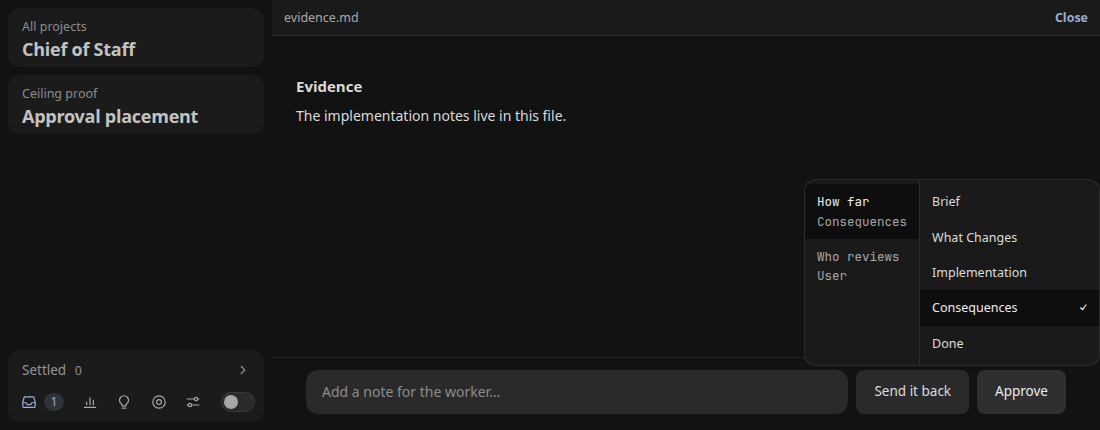 All projects
Chief of Staff
Ceiling proof
Approval placement
Settled 0
1
evidence.md
Close
Evidence
The implementation notes live in this file.
How far
Consequences
Who reviews
User
Brief
What Changes
Implementation
Consequences
Done
Add a note for the worker...
Send it back
Approve